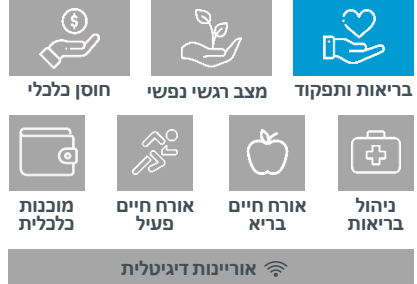 בריאות ותפקוד
מצב רגשי נפשי
חוסן כלכלי
ניהול
בריאות
אורח חיים
בריא
אורח חיים
פעיל
מוכנות
כלכלית
אוריינות דיגיטלית